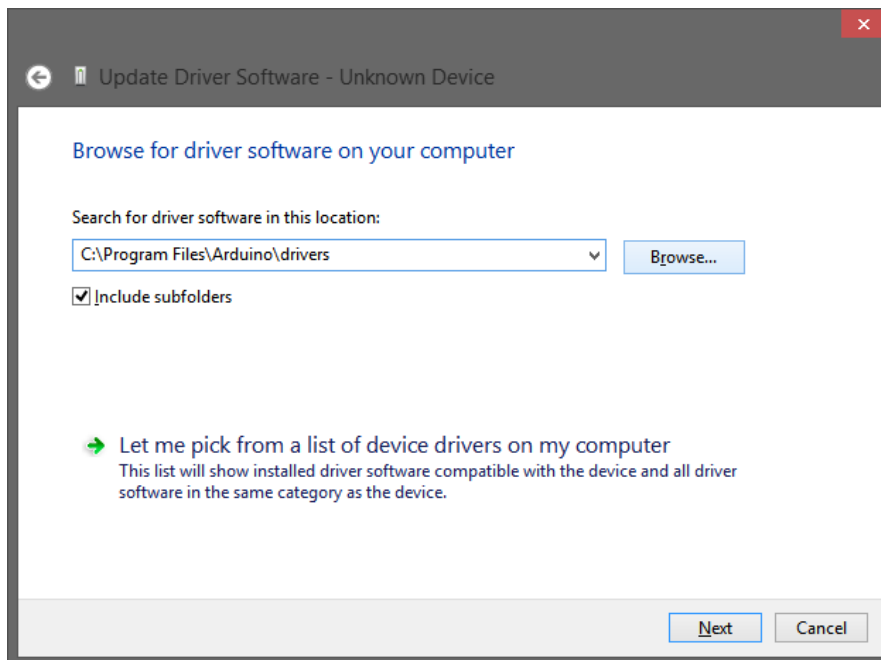 Update Driver Software - Unknown Device
Browse for driver software on your computer
Search for driver software in this location:
C:\Program Files\Arduino\drivers
Browse...
Include subfolders
Let me pick from a list of device drivers on my computer
This list will show installed driver software compatible with the device and all driver
software in the same category as the device.
Next
Cancel